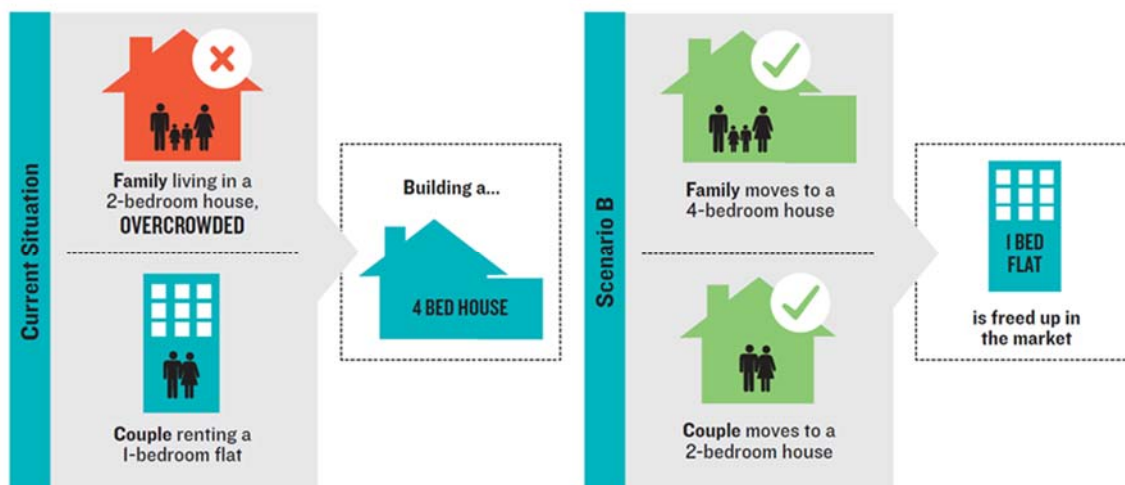 Current Situation
Family living in a
2-bedroom house,
OVERCROWDED
Couple renting a
1-bedroom flat
Building a...
4 BED HOUSE
Scenario B
Family moves to a
4-bedroom house
Couple moves to a
2-bedroom house
1 BED
FLAT
is freed up in
the market